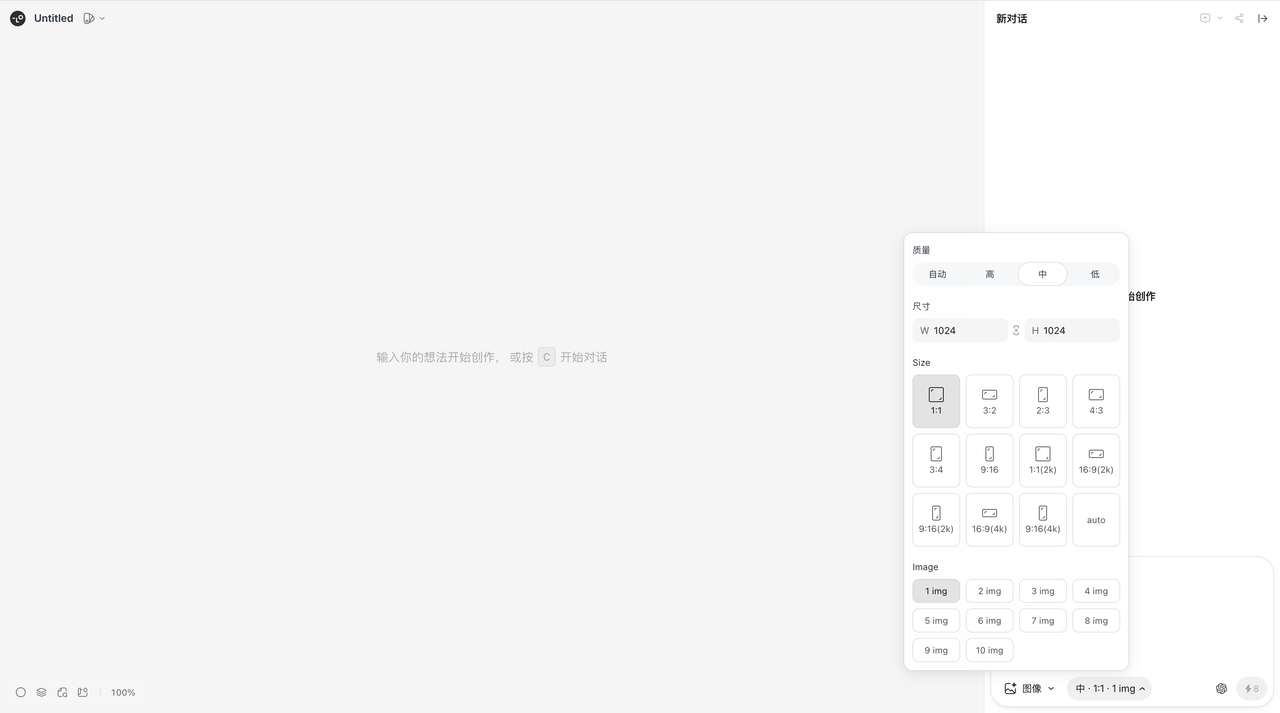 Untitled
新对话
输入你的想法开始创作， 或按 C 开始对话
始创作
质量
自动 高 中 低
尺寸
W 1024 H 1024
Size
1:1 3:2 2:3 4:3
3:4 9:16 1:1(2k) 16:9(2k)
9:16(2k) 16:9(4k) 9:16(4k) auto
Image
1 img 2 img 3 img 4 img
5 img 6 img 7 img 8 img
9 img 10 img
图像 中 · 1:1 · 1 img 8
100%